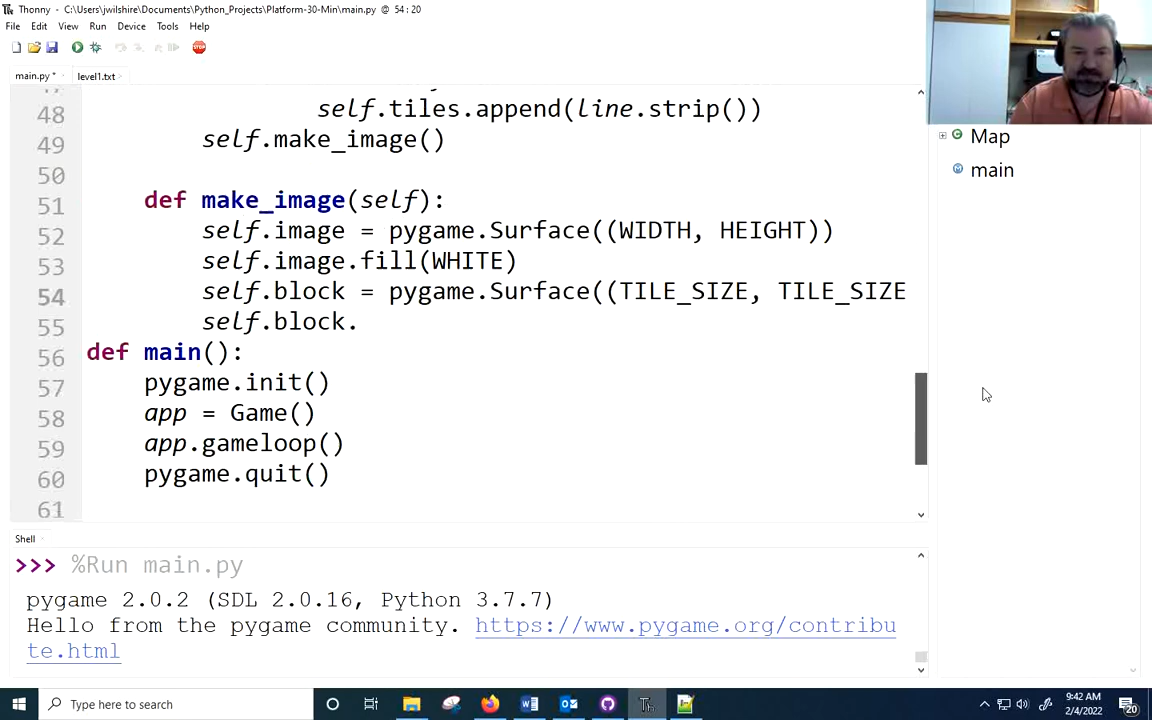 Thonny - C:\Users\jwilshire\Documents\Python_Projects\Platform-30-Min\main.py @ 54 : 20
File Edit View Run Device Tools Help
STOP
main.py * level1.txt
48 self.tiles.append(line.strip())
49 self.make_image()
50
51 def make_image(self):
52 self.image = pygame.Surface((WIDTH, HEIGHT))
53 self.image.fill(WHITE)
54 self.block = pygame.Surface((TILE_SIZE, TILE_SIZE
55 self.block.
56 def main():
57 pygame.init()
58 app = Game()
59 app.gameloop()
60 pygame.quit()
61
Map
main
Shell
>>> %Run main.py
pygame 2.0.2 (SDL 2.0.16, Python 3.7.7)
Hello from the pygame community. https://www.pygame.org/contribu
te.html
Type here to search
9:42 AM
2/4/2022
20